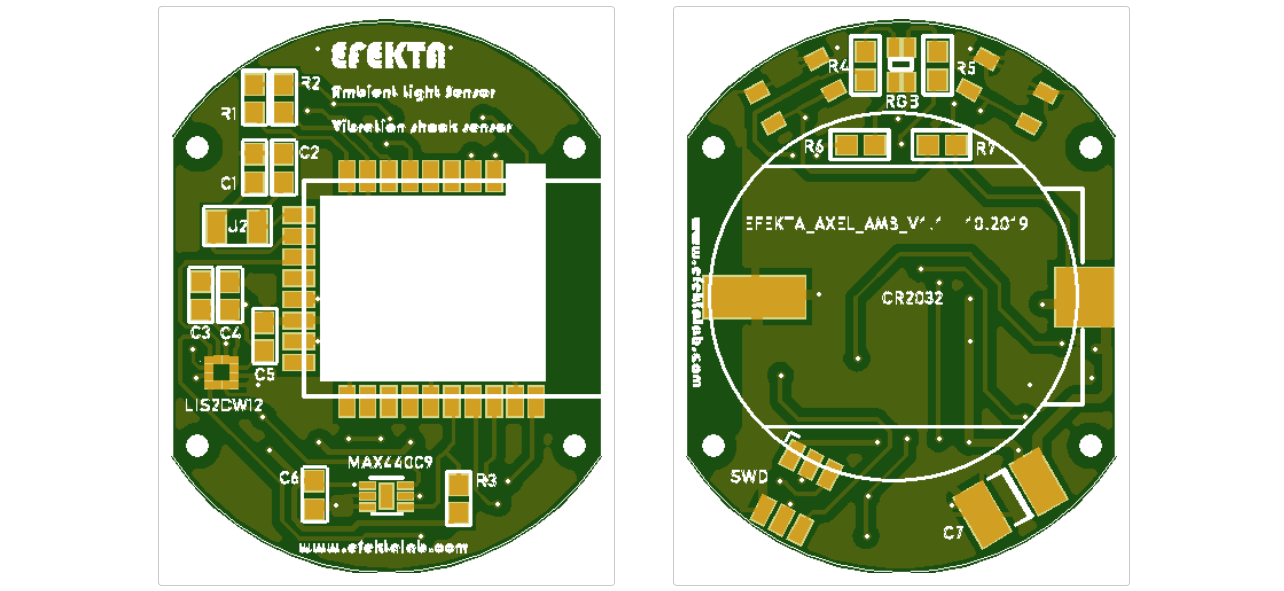 EFEKTA
Ambient Light Sensor
Vibration shock sensor
R2
R1
C2
C1
J2
C3 C4
C5
LIS2DW12
MAX44009
C6
R3
www.efektalab.com
R4
R5
RGB
R6
R7
EFEKTA_AXEL_AMB_V1.1 10.2019
www.efektalab.com
CR2032
SWD
C7